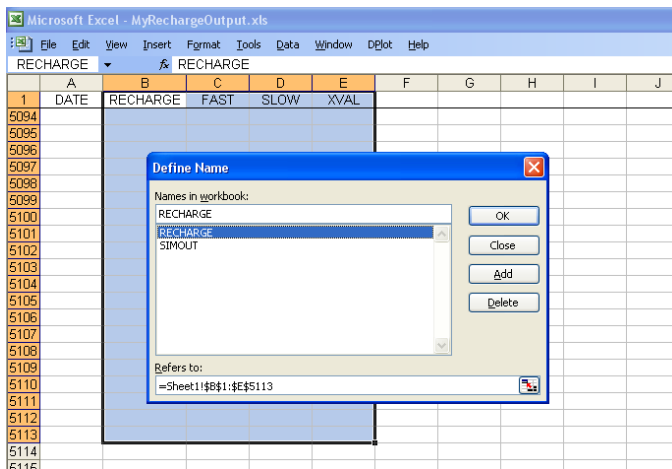 Microsoft Excel - MyRechargeOutput.xls
File Edit View Insert Format Tools Data Window DPlot Help
RECHARGE fx RECHARGE
A B C D E F G H I J
1 DATE RECHARGE FAST SLOW XVAL
5094
5095
5096
5097 Define Name
5098
5099 Names in workbook:
5100 RECHARGE OK
5101 RECHARGE
5102 SIMOUT Close
5103
5104 Add
5105 Delete
5106
5107
5108
5109 Refers to:
5110 =Sheet1!$B$1:$E$5113
5111
5112
5113
5114
5115